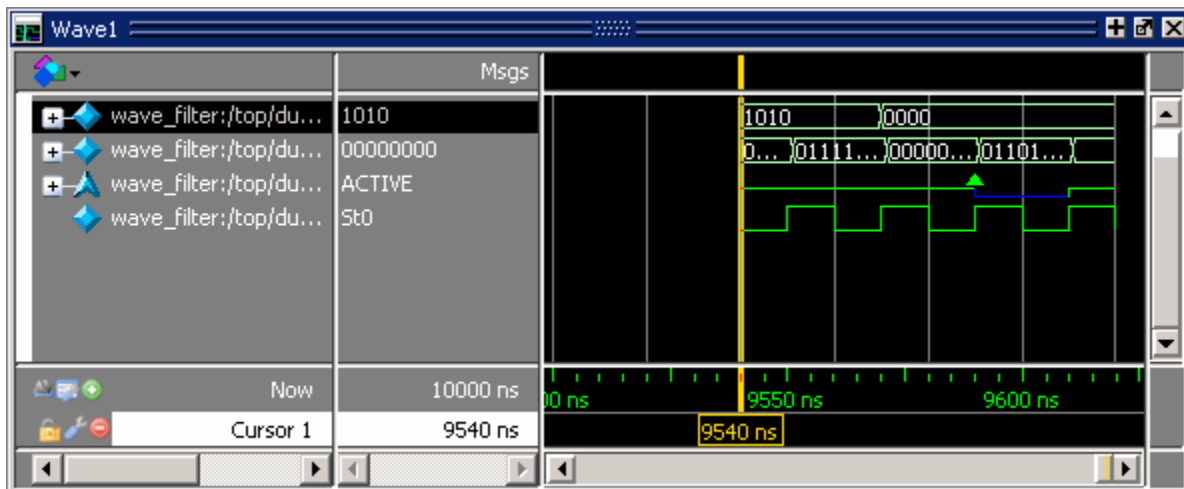 Wave1
Msgs
wave_filter:/top/du... 1010 1010 0000
wave_filter:/top/du... 00000000 0... 01111... 00000... 01101...
wave_filter:/top/du... ACTIVE
wave_filter:/top/du... St0
Now 10000 ns 00 ns 9550 ns 9600 ns
Cursor 1 9540 ns 9540 ns